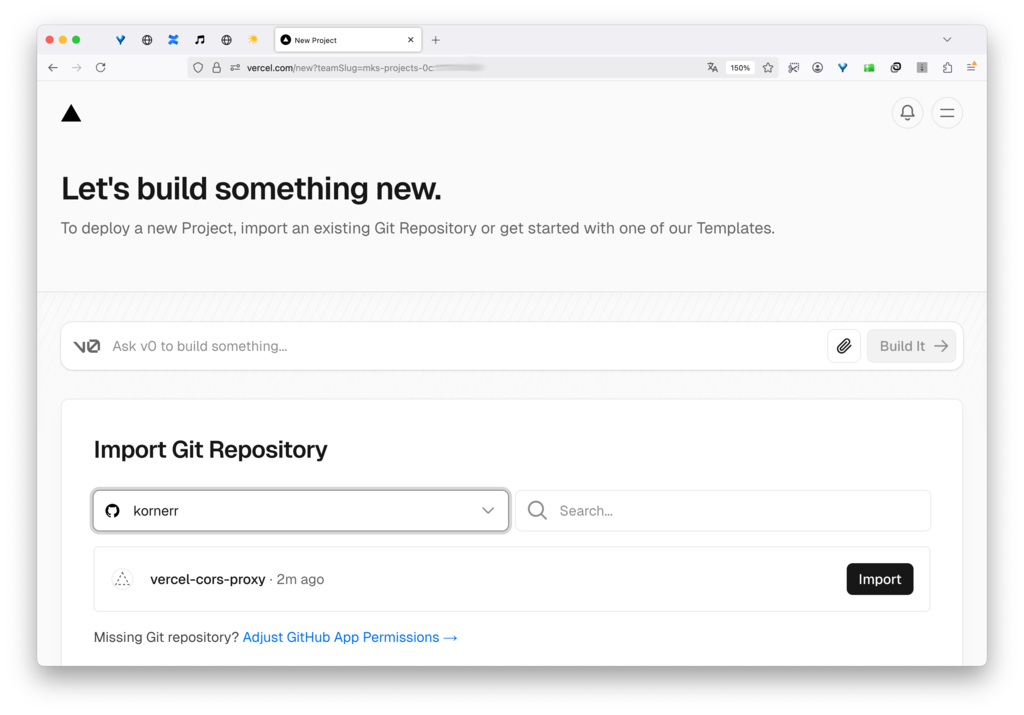 New Project
vercel.com/new?teamSlug=mks-projects-0c
150%
Let's build something new.
To deploy a new Project, import an existing Git Repository or get started with one of our Templates.
v0 Ask v0 to build something... Build It →
Import Git Repository
kornerr Search...
vercel-cors-proxy · 2m ago Import
Missing Git repository? Adjust GitHub App Permissions →